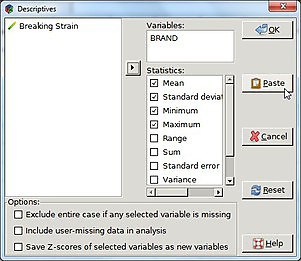 Descriptives
Breaking Strain
Variables:
BRAND
Statistics:
Mean
Standard deviat
Minimum
Maximum
Range
Sum
Standard error
Variance
OK
Paste
Cancel
Reset
Help
Options:
Exclude entire case if any selected variable is missing
Include user-missing data in analysis
Save Z-scores of selected variables as new variables